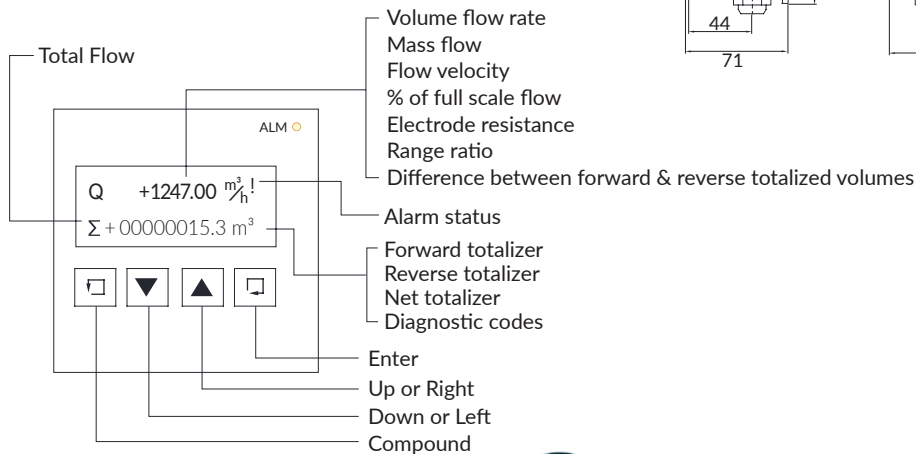 Volume flow rate
Mass flow
Flow velocity
% of full scale flow
Electrode resistance
Range ratio
Difference between forward & reverse totalized volumes
44
71
Total Flow
ALM
Q +1247.00 m³/h !
Σ + 00000015.3 m³
Alarm status
Forward totalizer
Reverse totalizer
Net totalizer
Diagnostic codes
Enter
Up or Right
Down or Left
Compound